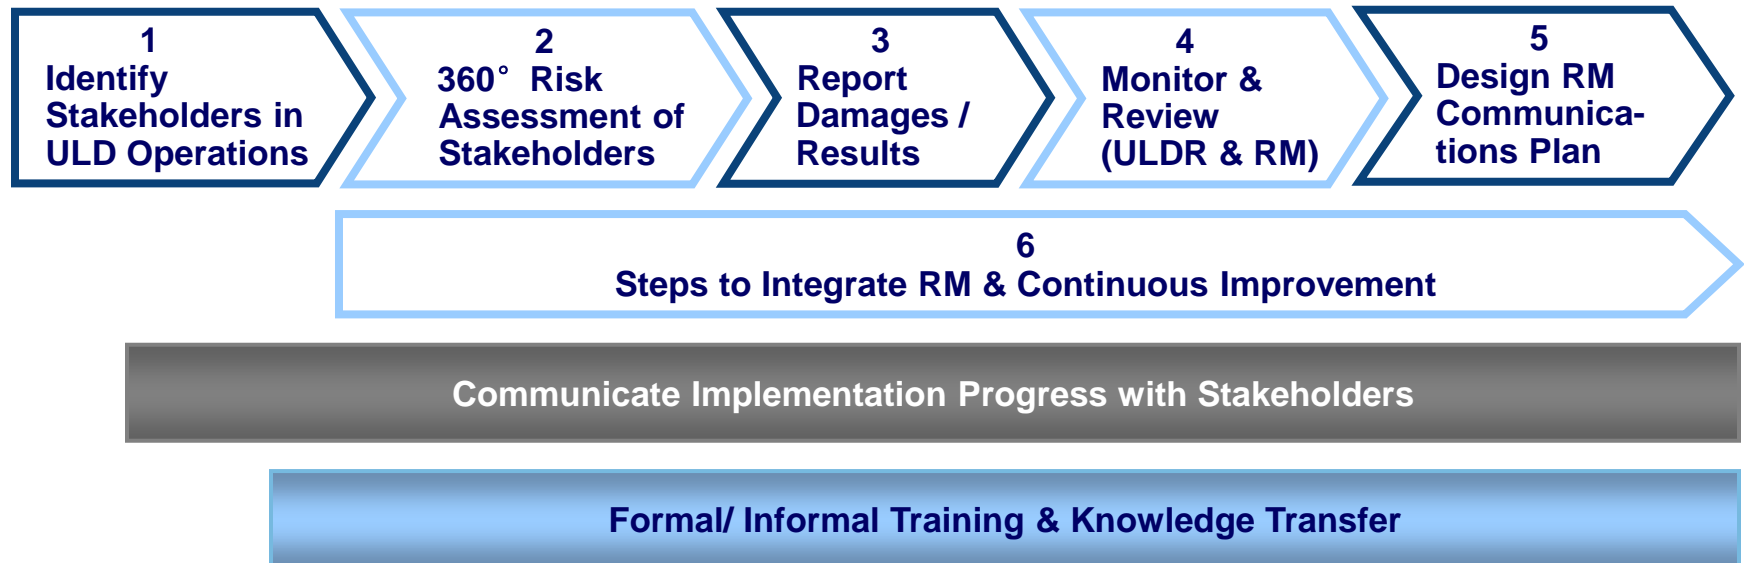 1
Identify
Stakeholders in
ULD Operations
2
360° Risk
Assessment of
Stakeholders
3
Report
Damages /
Results
4
Monitor &
Review
(ULDR & RM)
5
Design RM
Communica-
tions Plan
6
Steps to Integrate RM & Continuous Improvement
Communicate Implementation Progress with Stakeholders
Formal/ Informal Training & Knowledge Transfer